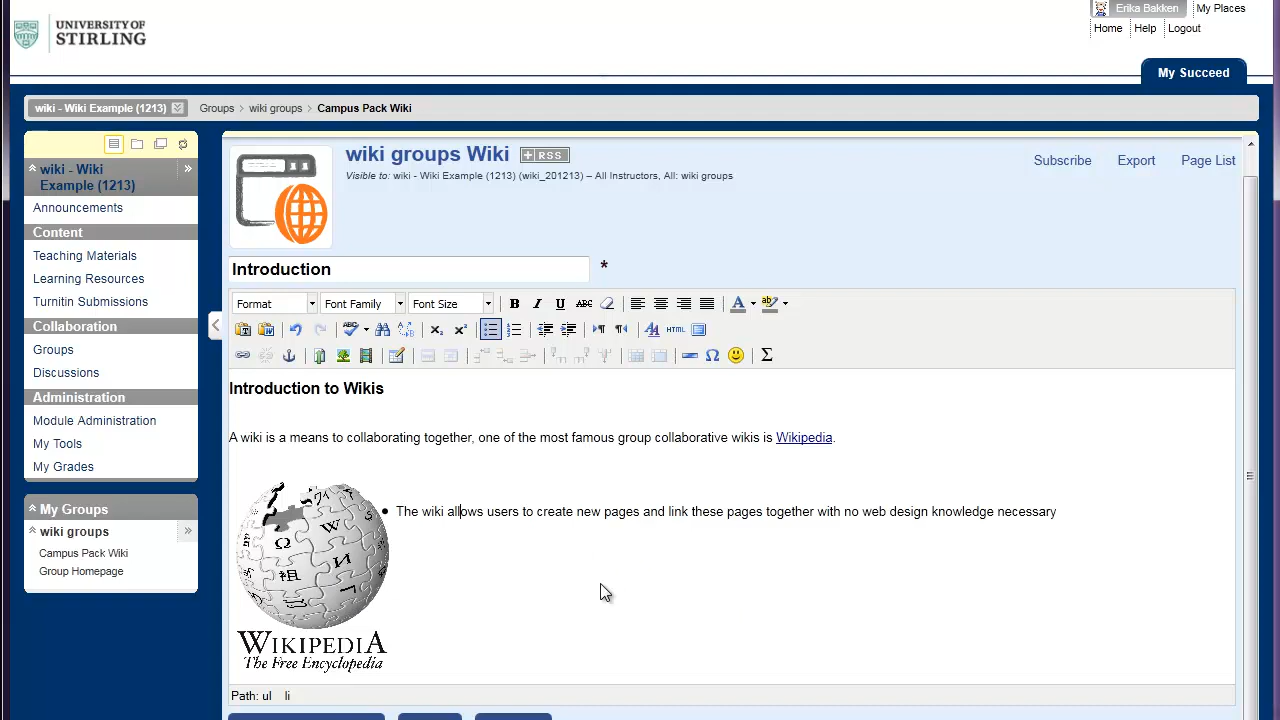 UNIVERSITY OF
STIRLING
Erika Bakken
My Places
Home
Help
Logout
My Succeed
wiki - Wiki Example (1213)
Groups > wiki groups > Campus Pack Wiki
wiki - Wiki
Example (1213)
Announcements
Content
Teaching Materials
Learning Resources
Turnitin Submissions
Collaboration
Groups
Discussions
Administration
Module Administration
My Tools
My Grades
My Groups
wiki groups
Campus Pack Wiki
Group Homepage
wiki groups Wiki
RSS
Visible to: wiki - Wiki Example (1213) (wiki_201213) – All Instructors, All: wiki groups
Subscribe
Export
Page List
Introduction *
Format
Font Family
Font Size
B I U ABC A ab
ABC x₂ x² HTML
Ω Σ
Introduction to Wikis
A wiki is a means to collaborating together, one of the most famous group collaborative wikis is Wikipedia.
• The wiki allows users to create new pages and link these pages together with no web design knowledge necessary
WIKIPEDIA
The Free Encyclopedia
Path: ul li